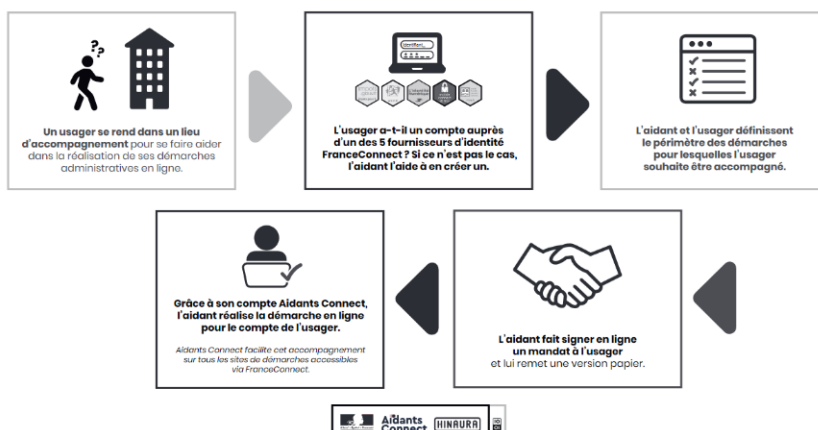 ??
Un usager se rend dans un lieu
d'accompagnement pour se faire aider
dans la réalisation de ses démarches
administratives en ligne.
L'usager a-t-il un compte auprès
d'un des 5 fournisseurs d'identité
FranceConnect ? Si ce n'est pas le cas,
l'aidant l'aide à en créer un.
L'aidant et l'usager définissent
le périmètre des démarches
pour lesquelles l'usager
souhaite être accompagné.
Grâce à son compte Aidants Connect,
l'aidant réalise la démarche en ligne
pour le compte de l'usager.
Aidants Connect facilite cet accompagnement
sur tous les sites de démarches accessibles
via FranceConnect.
L'aidant fait signer en ligne
un mandat à l'usager
et lui remet une version papier.
Aidants
Connect
HINAURA